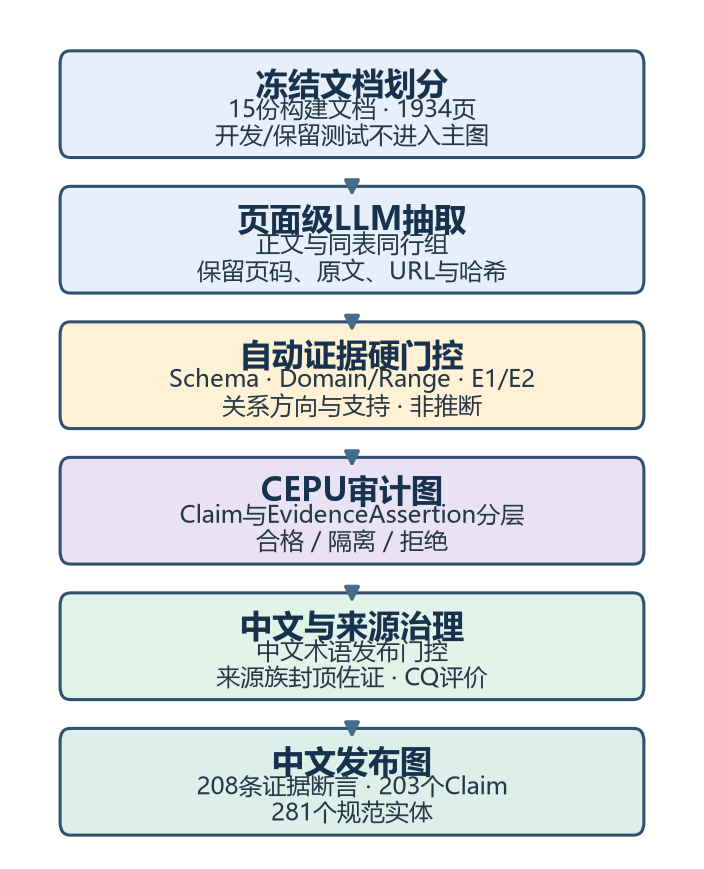 冻结文档划分
15份构建文档 · 1934页
开发/保留测试不进入主图
页面级LLM抽取
正文与同表同行组
保留页码、原文、URL与哈希
自动证据硬门控
Schema · Domain/Range · E1/E2
关系方向与支持 · 非推断
CEPU审计图
Claim与EvidenceAssertion分层
合格 / 隔离 / 拒绝
中文与来源治理
中文术语发布门控
来源族封顶佐证 · CQ评价
中文发布图
208条证据断言 · 203个Claim
281个规范实体